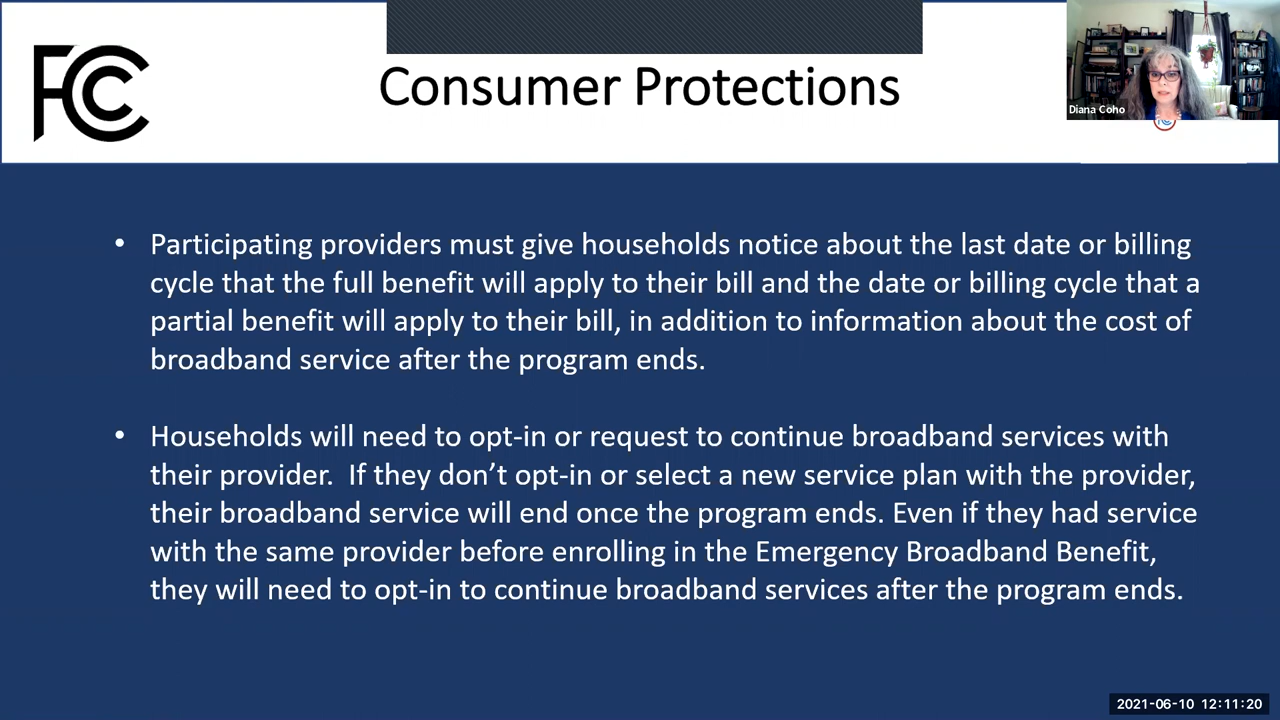 FCC
Consumer Protections
Diana Coho
• Participating providers must give households notice about the last date or billing
cycle that the full benefit will apply to their bill and the date or billing cycle that a
partial benefit will apply to their bill, in addition to information about the cost of
broadband service after the program ends.
• Households will need to opt-in or request to continue broadband services with
their provider.  If they don’t opt-in or select a new service plan with the provider,
their broadband service will end once the program ends. Even if they had service
with the same provider before enrolling in the Emergency Broadband Benefit,
they will need to opt-in to continue broadband services after the program ends.
2021-06-10 12:11:20